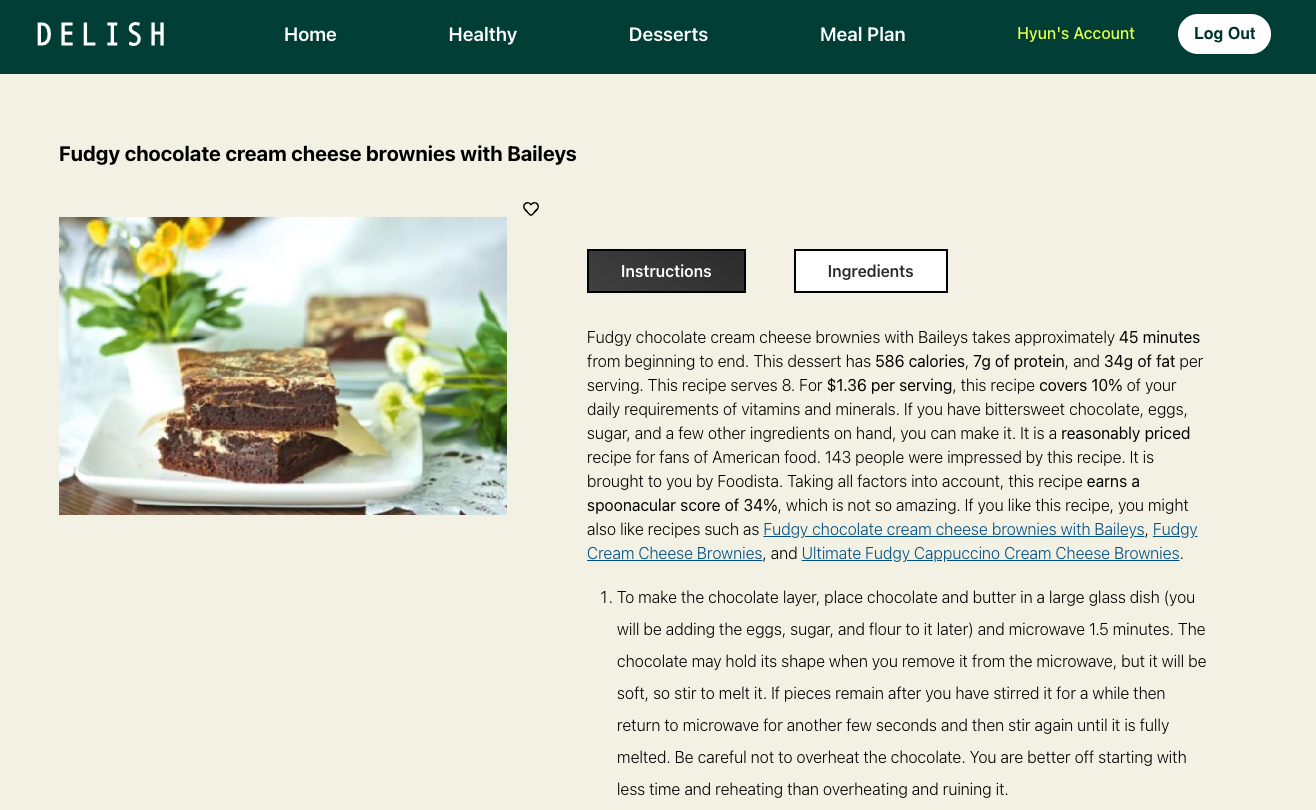 DELISH
Home
Healthy
Desserts
Meal Plan
Hyun's Account
Log Out
Fudgy chocolate cream cheese brownies with Baileys
Instructions
Ingredients
Fudgy chocolate cream cheese brownies with Baileys takes approximately 45 minutes
from beginning to end. This dessert has 586 calories, 7g of protein, and 34g of fat per
serving. This recipe serves 8. For $1.36 per serving, this recipe covers 10% of your
daily requirements of vitamins and minerals. If you have bittersweet chocolate, eggs,
sugar, and a few other ingredients on hand, you can make it. It is a reasonably priced
recipe for fans of American food. 143 people were impressed by this recipe. It is
brought to you by Foodista. Taking all factors into account, this recipe earns a
spoonacular score of 34%, which is not so amazing. If you like this recipe, you might
also like recipes such as Fudgy chocolate cream cheese brownies with Baileys, Fudgy
Cream Cheese Brownies, and Ultimate Fudgy Cappuccino Cream Cheese Brownies.
1. To make the chocolate layer, place chocolate and butter in a large glass dish (you
will be adding the eggs, sugar, and flour to it later) and microwave 1.5 minutes. The
chocolate may hold its shape when you remove it from the microwave, but it will be
soft, so stir to melt it. If pieces remain after you have stirred it for a while then
return to microwave for another few seconds and then stir again until it is fully
melted. Be careful not to overheat the chocolate. You are better off starting with
less time and reheating than overheating and ruining it.